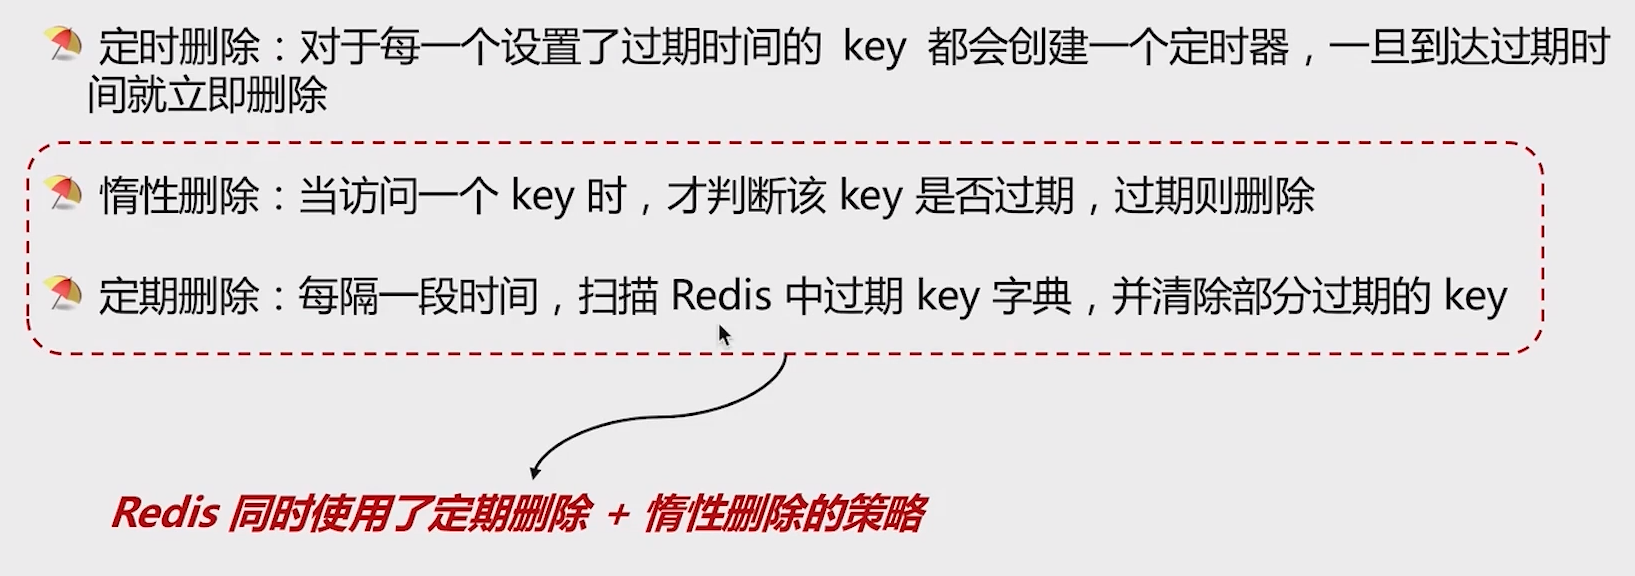 定时删除：对于每一个设置了过期时间的 key 都会创建一个定时器，一旦到达过期时
间就立即删除
惰性删除：当访问一个 key 时，才判断该 key 是否过期，过期则删除
定期删除：每隔一段时间，扫描 Redis 中过期 key 字典，并清除部分过期的 key
Redis 同时使用了定期删除 + 惰性删除的策略